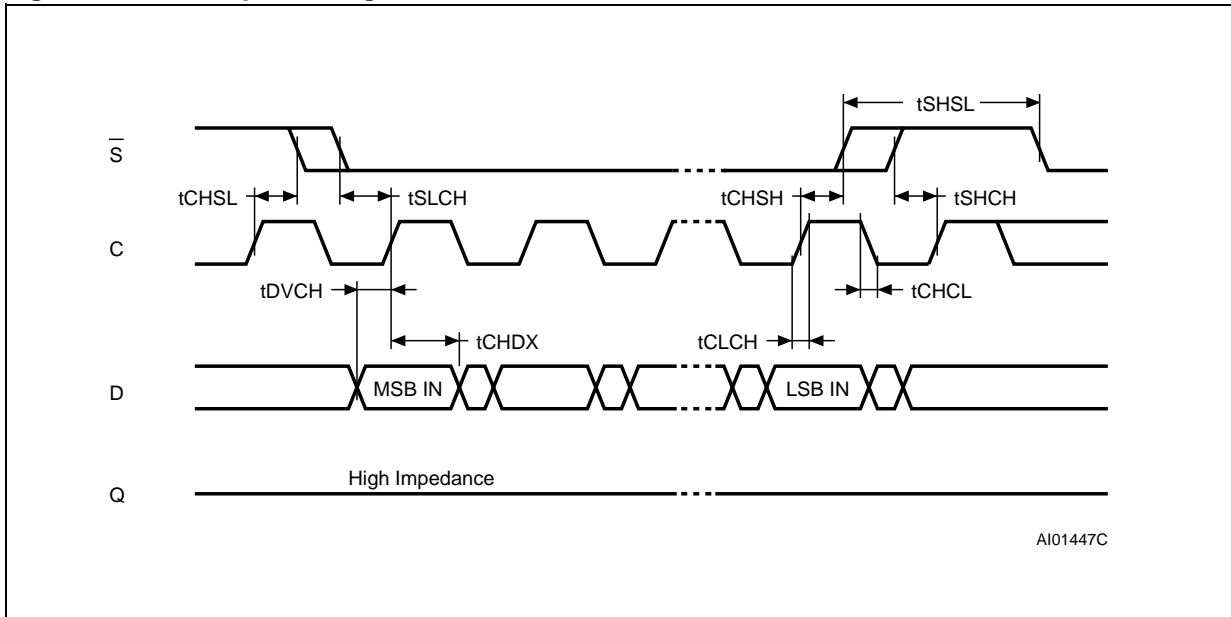 tSHSL
S
tCHSL
tSLCH
tCHSH
tSHCH
C
tDVCH
tCHCL
tCHDX
tCLCH
D
MSB IN
LSB IN
High Impedance
Q
AI01447C